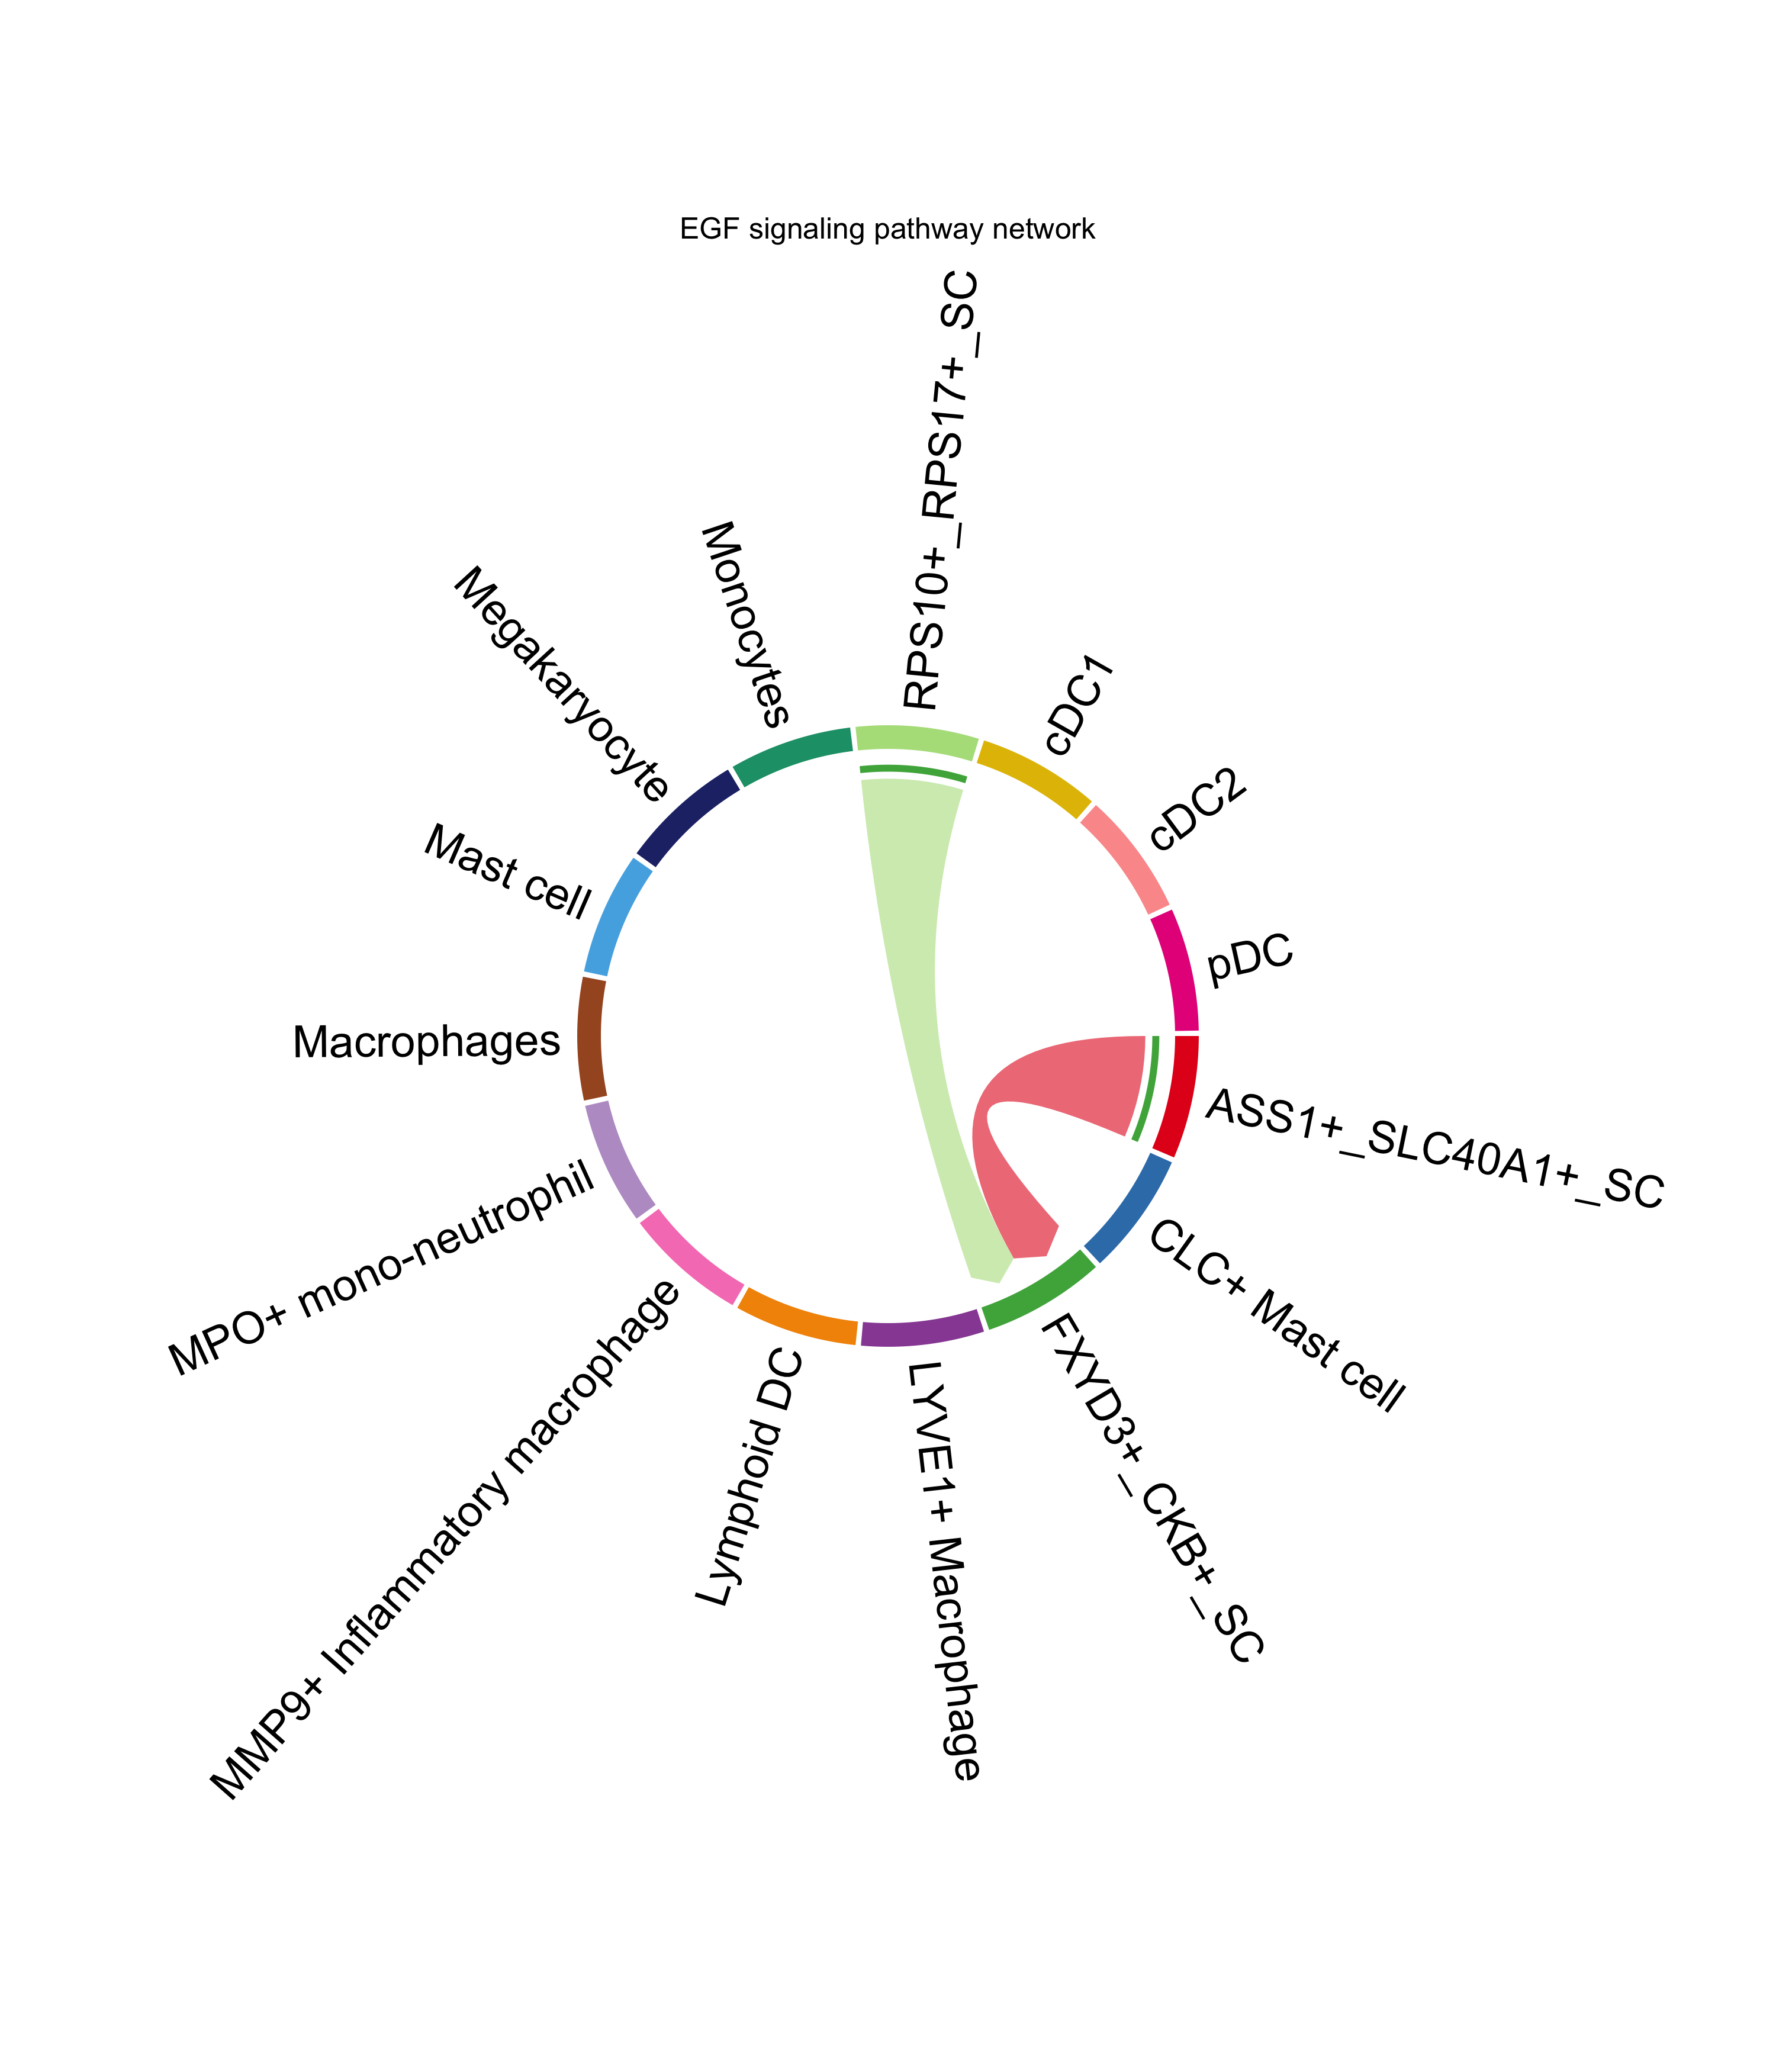 EGF signaling pathway network
RPS10+_RPS17+_SC
cDC1
cDC2
pDC
ASS1+_SLC40A1+_SC
CLC+ Mast cell
FXYD3+_CKB+_SC
LYVE1+ Macrophage
Lymphoid DC
MMP9+ Inflammatory macrophage
MPO+ mono-neutrophil
Macrophages
Mast cell
Megakaryocyte
Monocytes